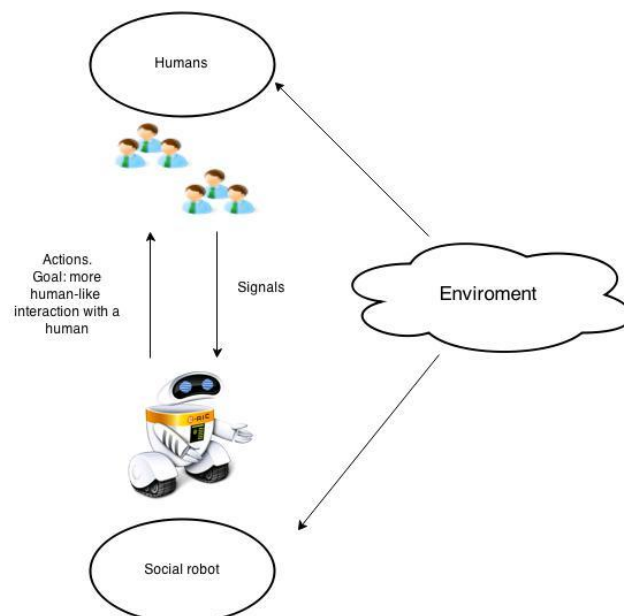 Humans
Actions.
Goal: more
human-like
interaction with a
human
Signals
Enviroment
Social robot